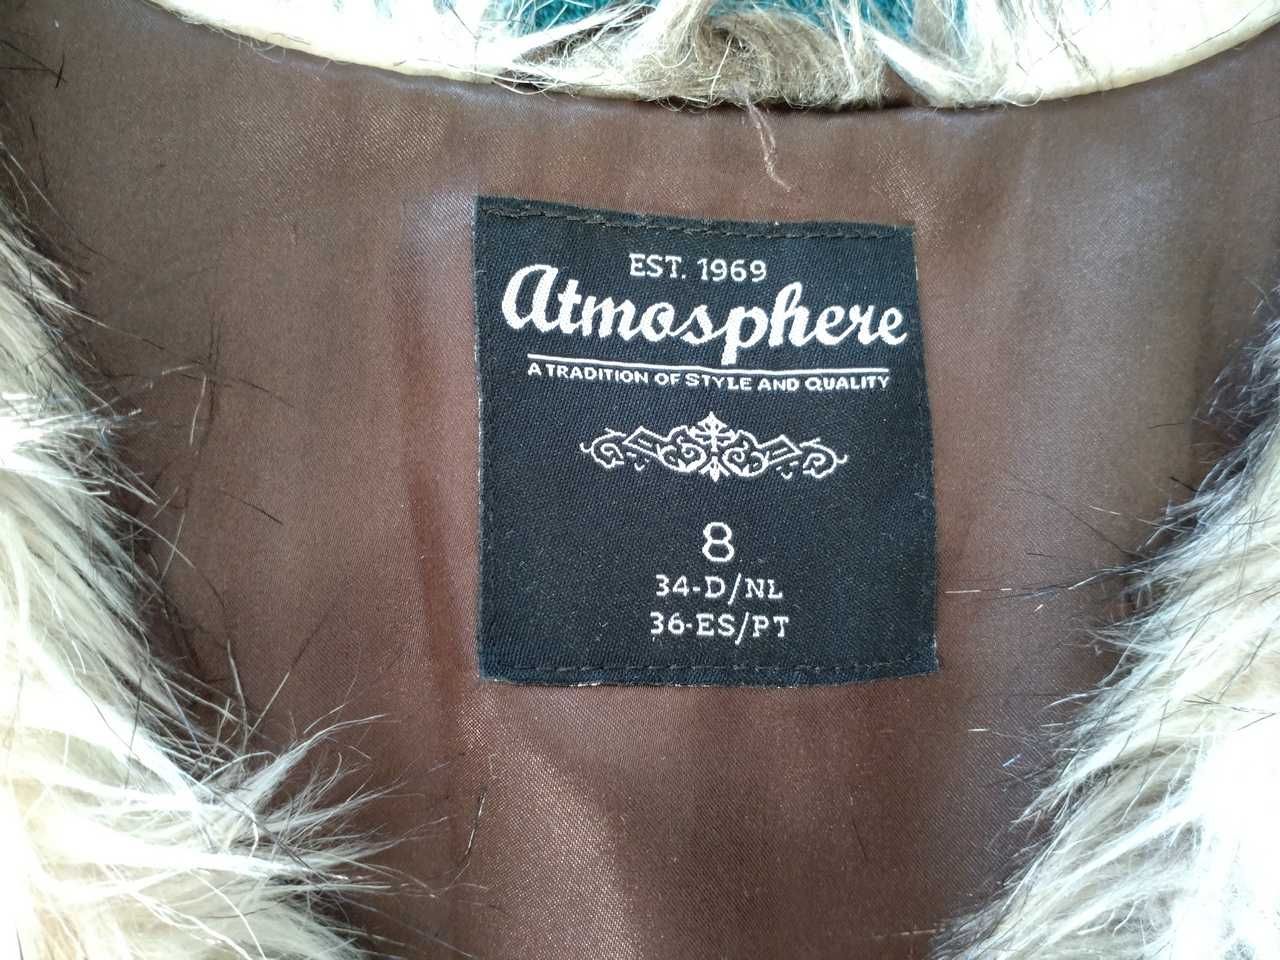 EST. 1969
Atmosphere
A TRADITION OF STYLE AND QUALITY
8
34-D/NL
36-ES/PT